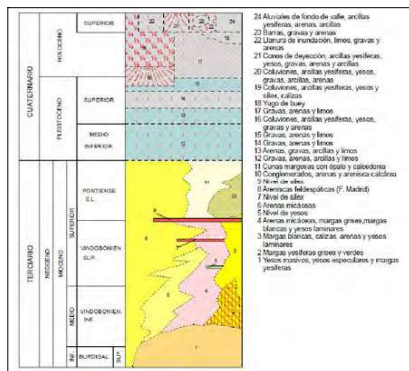 CUATERNARIO
HOLOCENO
SUPERIOR
PLEISTOCENO
SUPERIOR
MEDIO
INFERIOR
TERCIARIO
NEOGENO
MIOCENO
SUPERIOR
PONTIENSE
S.L.
VINDOBONIEN
SUP.
MEDIO
VINDOBONIEN
INF.
INF.
BURDIGAL
SUP.
24 Aluviales de fondo de valle, arcillas
yesíferas, arenas, arcillas
23 Barras, gravas y arenas
22 Llanura de inundación, limos, gravas y
arenas
21 Conos de deyección, arcillas yesíferas,
yesos, gravas, arenas y arcillas
20 Coluviones, arcillas yesíferas, yesos,
gravas, arcillas, arenas
19 Coluviones, arcillas yesíferas, yesos y
sílex, calizas
18 Yugo de buey
17 Gravas, arenas y limos
16 Coluviones, arcillas yesíferas, yesos,
gravas y arenas
15 Gravas, arenas y limos
14 Gravas, arenas y limos
13 Arenas, gravas, arcillas y limos
12 Gravas, arenas, arcillas y limos
11 Cuñas margosas con ópalo y calcedonia
10 Conglomerados, arenas y arenisca calcárea
9 Nivel de sílex
8 Areniscas feldespáticas (F. Madrid)
7 Nivel de sílex
6 Arenas micáceas
5 Nivel de yesos
4 Arenas micáceas, margas grises, margas
blancas y yesos laminares
3 Margas blancas, calizas, arenas y yesos
laminares
2 Margas yesíferas grises y verdes
1 Yesos masivos, yesos especulares y margas
yesíferas